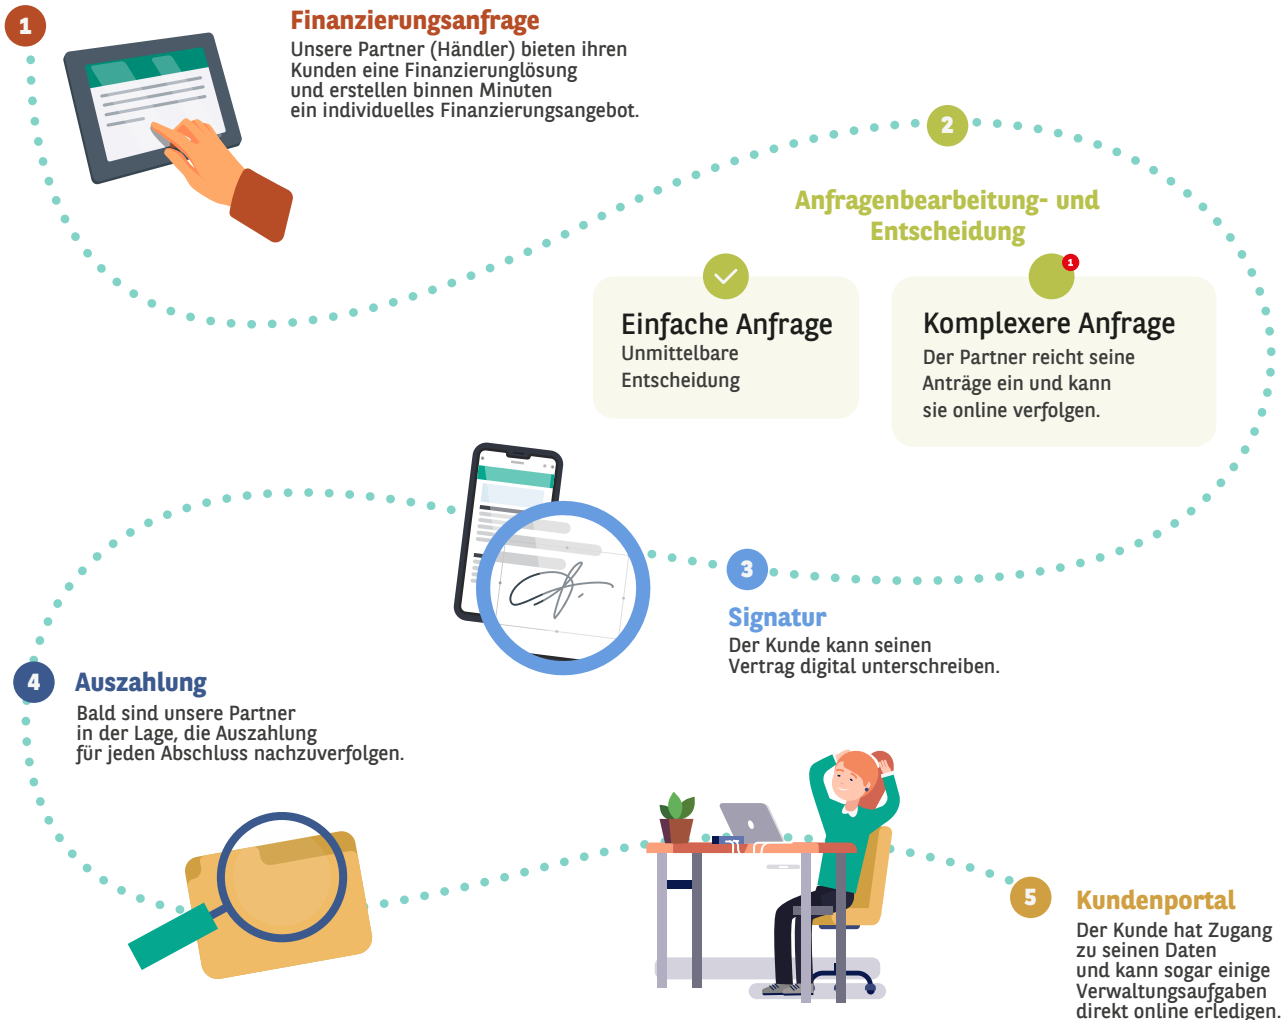 1
Finanzierungsanfrage
Unsere Partner (Händler) bieten ihren
Kunden eine Finanzierunglösung
und erstellen binnen Minuten
ein individuelles Finanzierungsangebot.
2
Anfragenbearbeitung- und
Entscheidung
Einfache Anfrage
Unmittelbare
Entscheidung
1
Komplexere Anfrage
Der Partner reicht seine
Anträge ein und kann
sie online verfolgen.
3
Signatur
Der Kunde kann seinen
Vertrag digital unterschreiben.
4
Auszahlung
Bald sind unsere Partner
in der Lage, die Auszahlung
für jeden Abschluss nachzuverfolgen.
5
Kundenportal
Der Kunde hat Zugang
zu seinen Daten
und kann sogar einige
Verwaltungsaufgaben
direkt online erledigen.